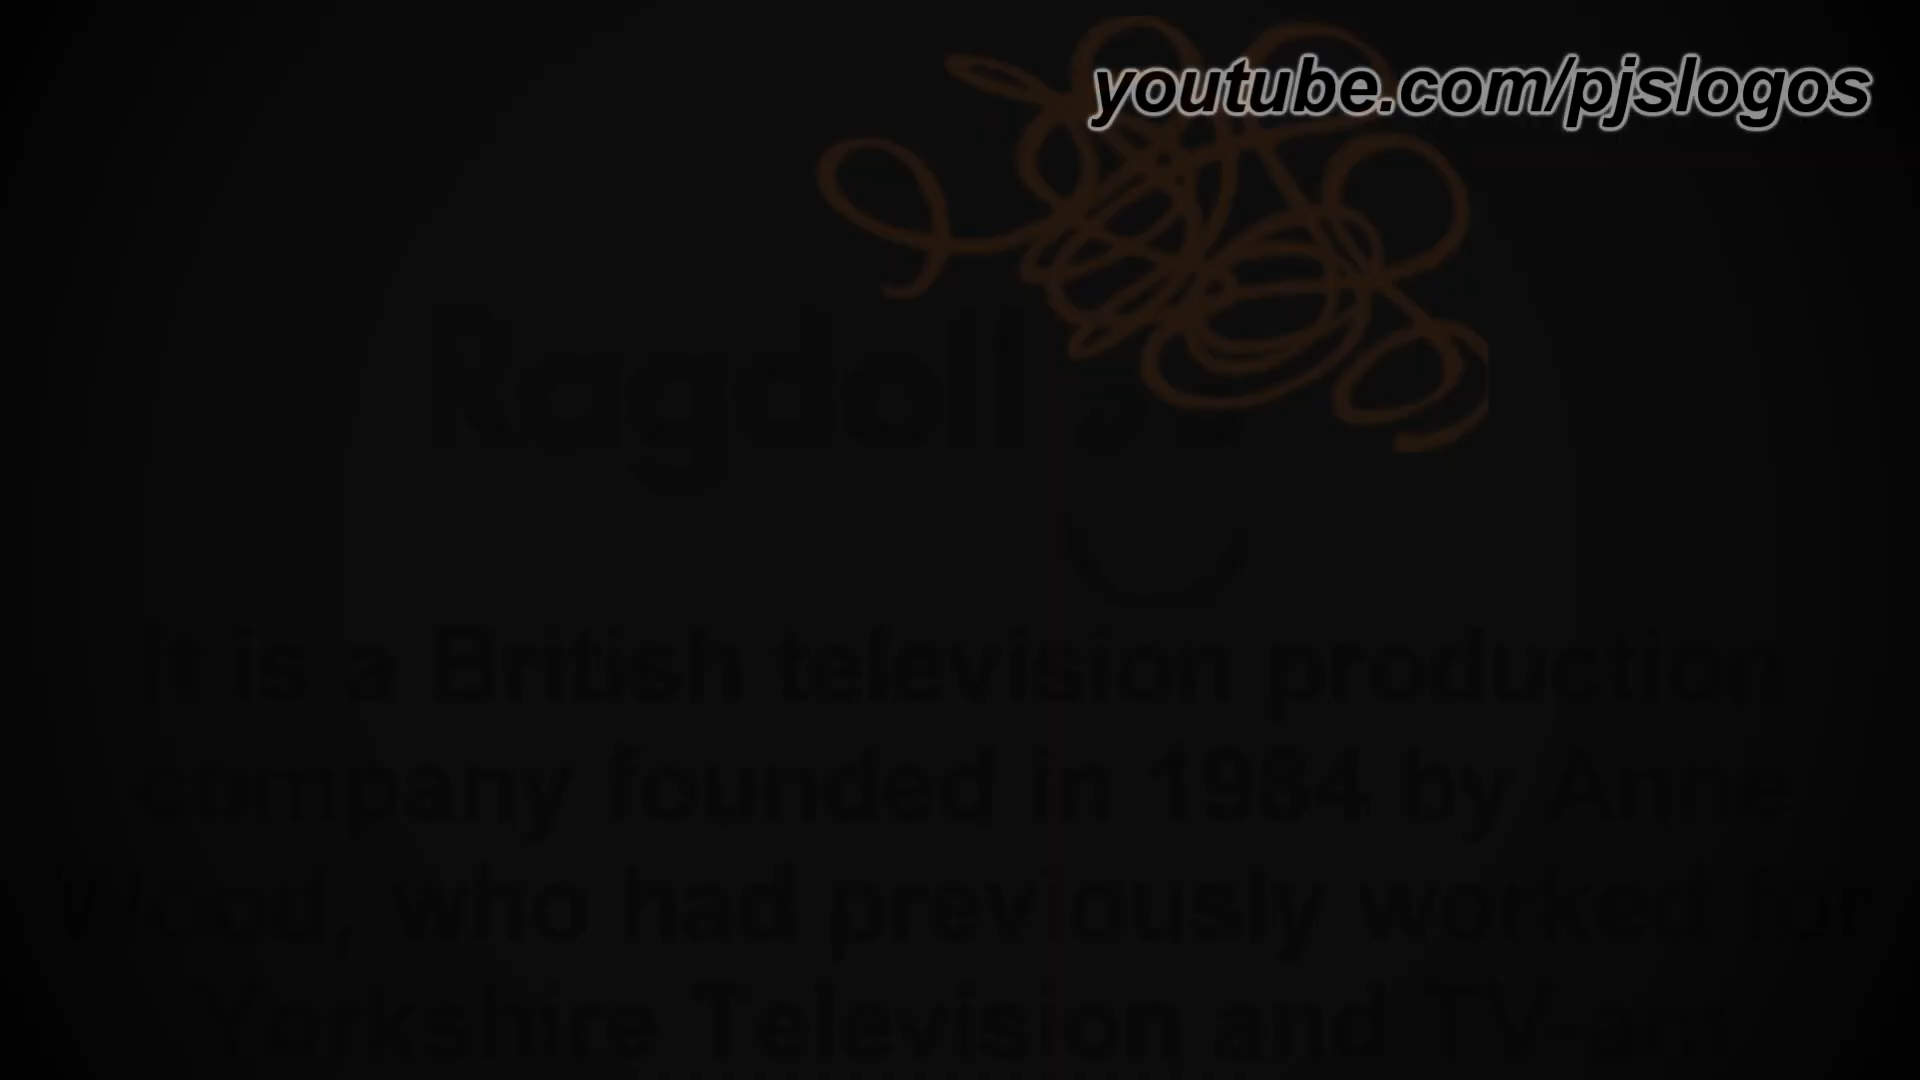 youtube.com/pjslogos
Ragdoll
It is a British television production
company founded in 1984 by Anne
Wood, who had previously worked for
Yorkshire Television and TV-am.